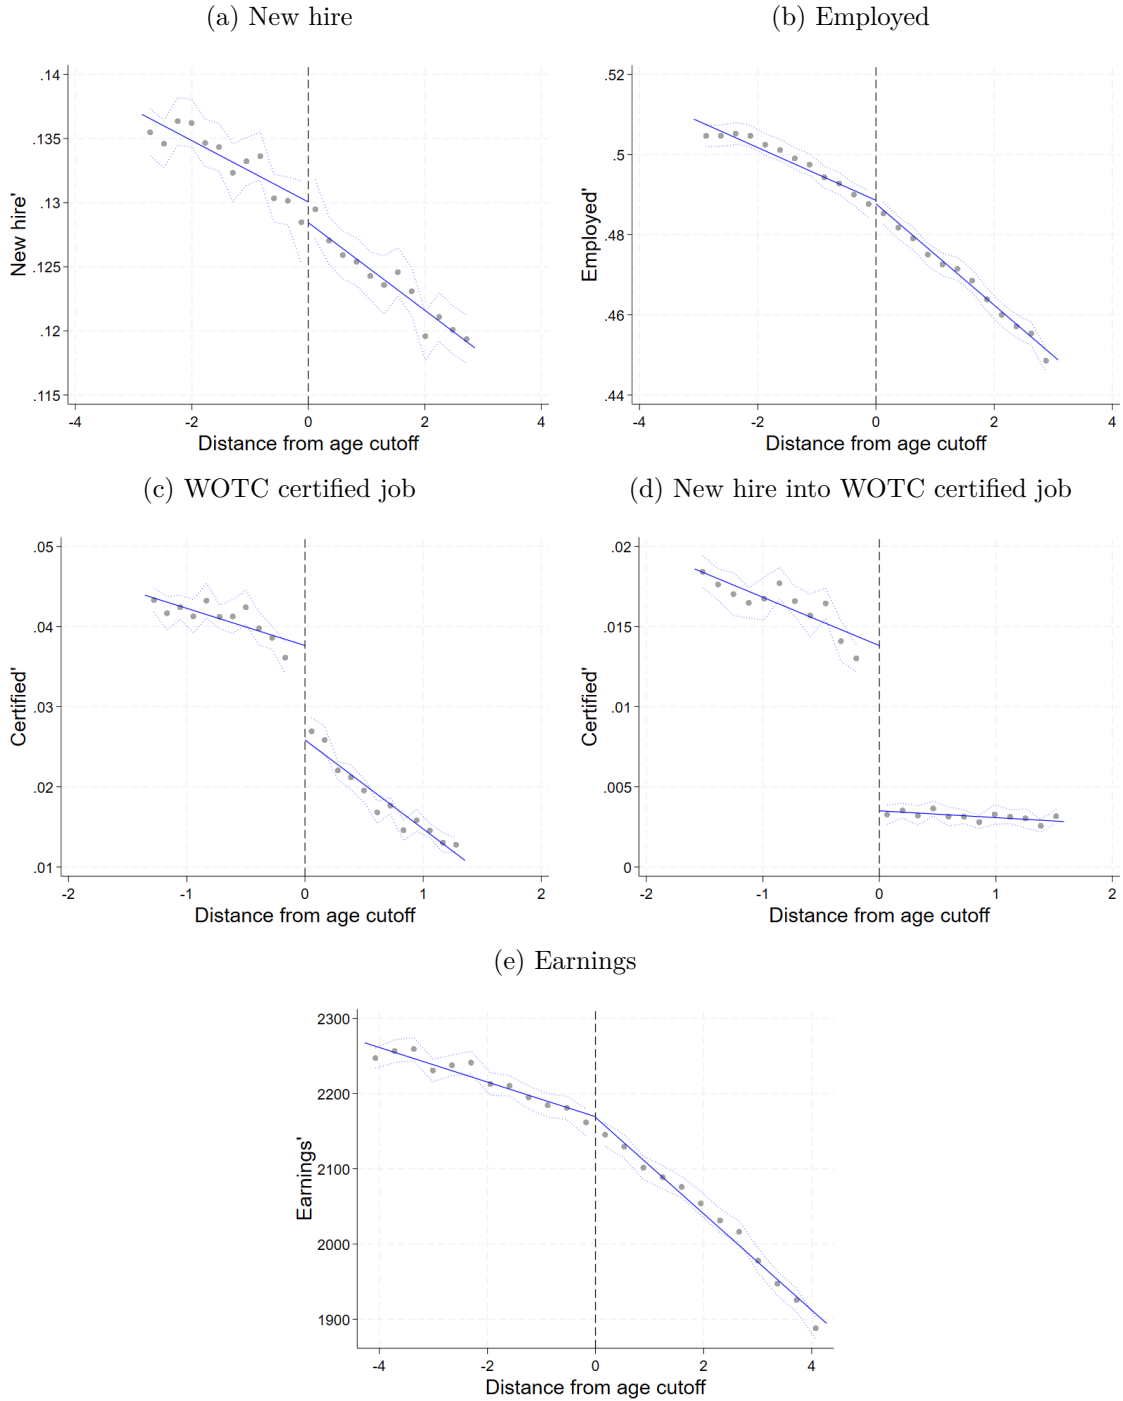 (a) New hire
(b) Employed
.14
.135
.13
.125
.12
.115
New hire'
-4 -2 0 2 4
Distance from age cutoff
.52
.5
.48
.46
.44
Employed'
-4 -2 0 2 4
Distance from age cutoff
(c) WOTC certified job
(d) New hire into WOTC certified job
.05
.04
.03
.02
.01
Certified'
-2 -1 0 1 2
Distance from age cutoff
.02
.015
.01
.005
0
Certified'
-2 -1 0 1 2
Distance from age cutoff
(e) Earnings
2300
2200
2100
2000
1900
Earnings'
-4 -2 0 2 4
Distance from age cutoff